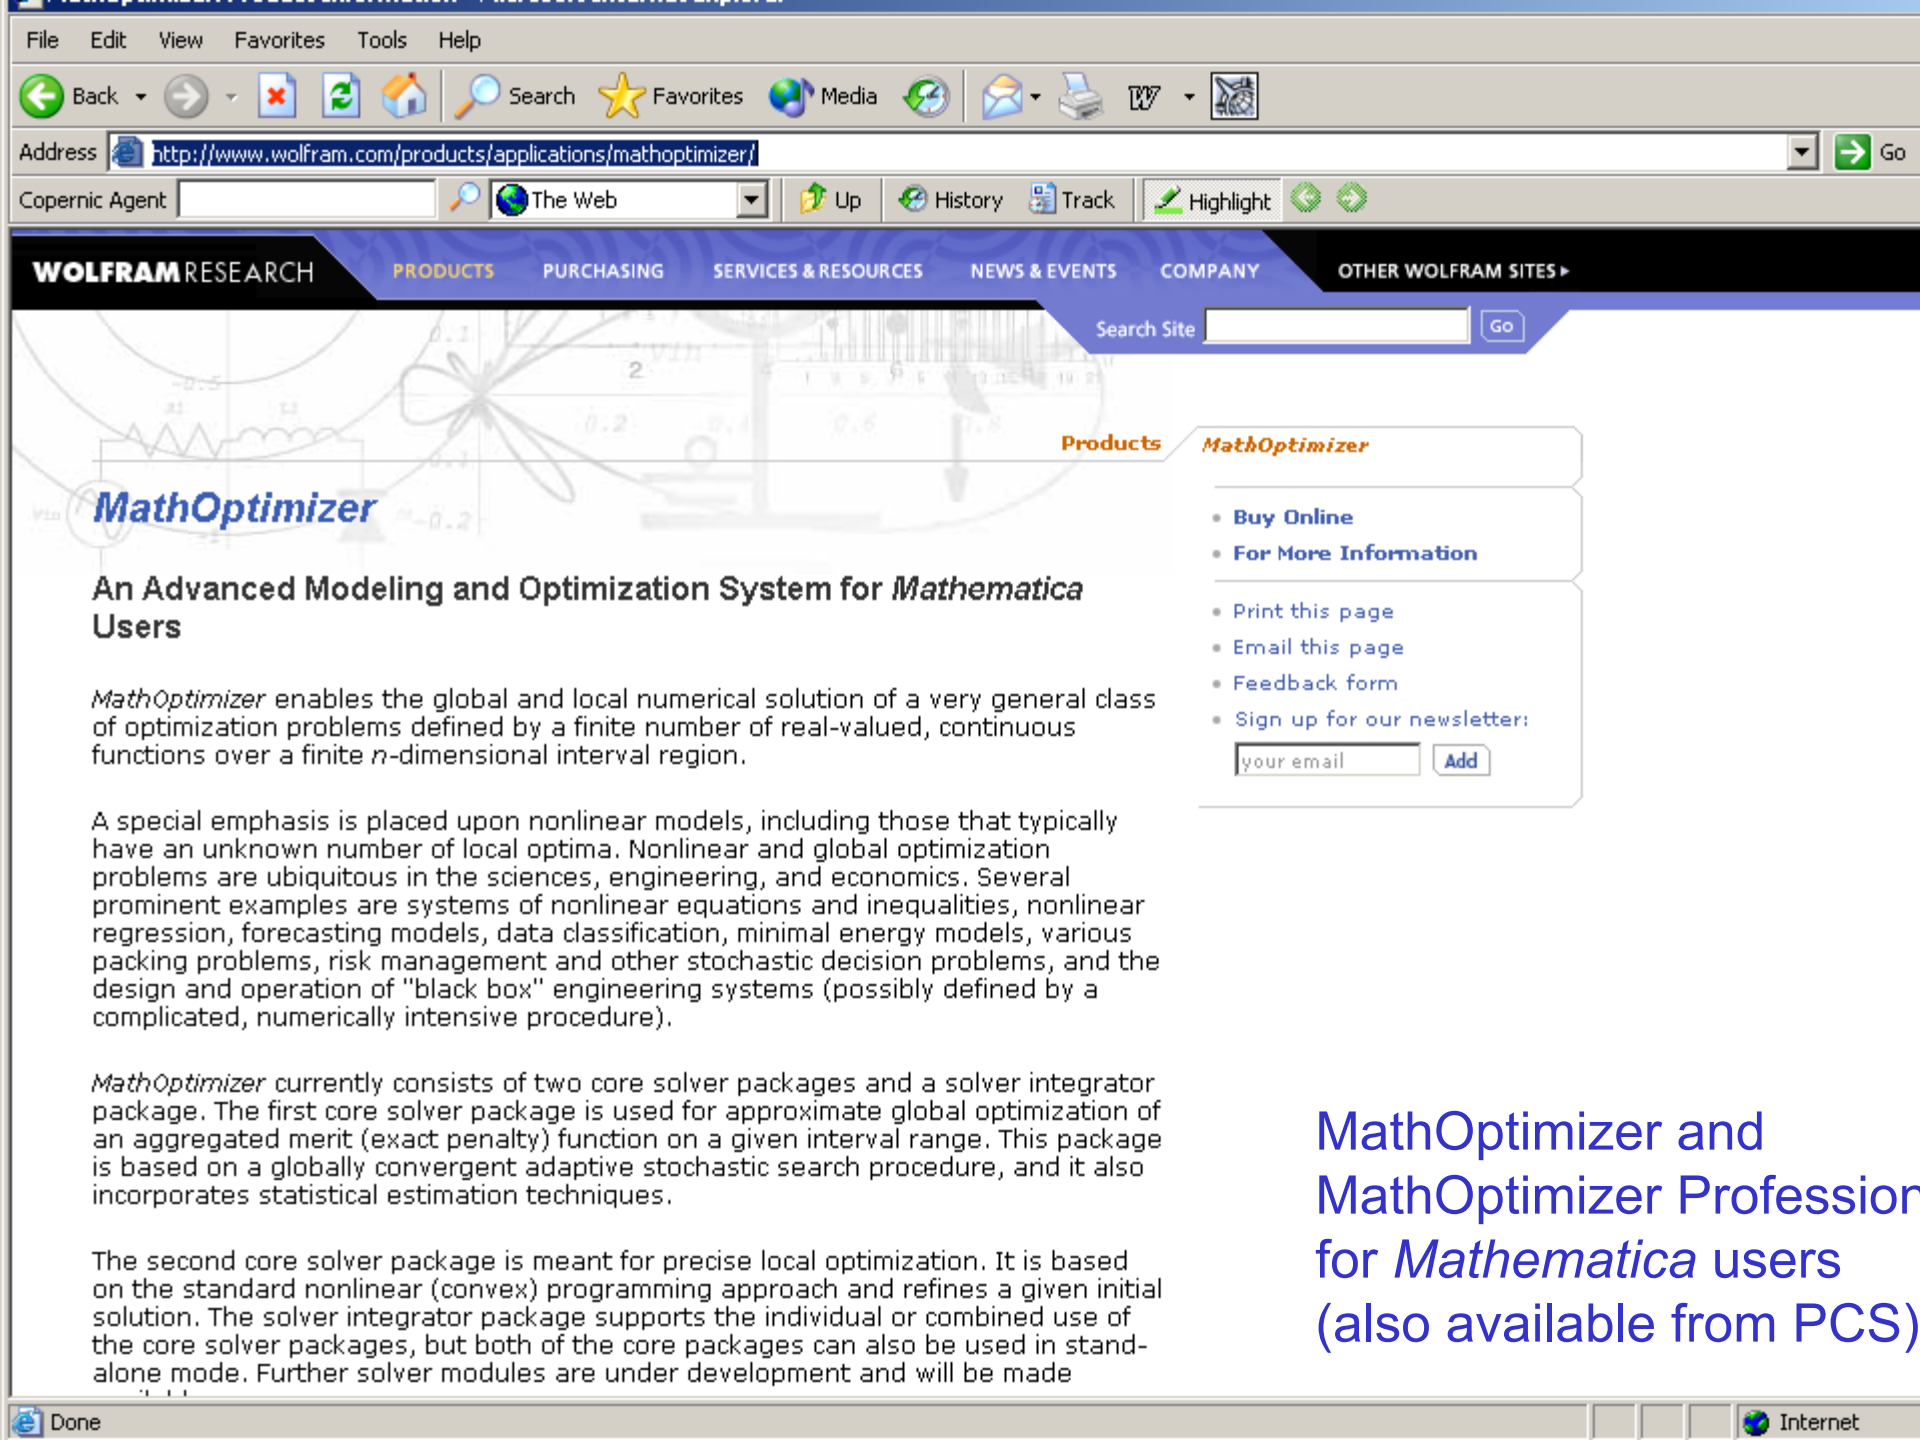 File Edit View Favorites Tools Help
Back Search Favorites Media
Address http://www.wolfram.com/products/applications/mathoptimizer/ Go
Copernic Agent The Web Up History Track Highlight
WOLFRAMRESEARCH PRODUCTS PURCHASING SERVICES & RESOURCES NEWS & EVENTS COMPANY OTHER WOLFRAM SITES
Search Site Go
Products MathOptimizer
MathOptimizer
An Advanced Modeling and Optimization System for Mathematica
Users
MathOptimizer enables the global and local numerical solution of a very general class
of optimization problems defined by a finite number of real-valued, continuous
functions over a finite n-dimensional interval region.
A special emphasis is placed upon nonlinear models, including those that typically
have an unknown number of local optima. Nonlinear and global optimization
problems are ubiquitous in the sciences, engineering, and economics. Several
prominent examples are systems of nonlinear equations and inequalities, nonlinear
regression, forecasting models, data classification, minimal energy models, various
packing problems, risk management and other stochastic decision problems, and the
design and operation of "black box" engineering systems (possibly defined by a
complicated, numerically intensive procedure).
MathOptimizer currently consists of two core solver packages and a solver integrator
package. The first core solver package is used for approximate global optimization of
an aggregated merit (exact penalty) function on a given interval range. This package
is based on a globally convergent adaptive stochastic search procedure, and it also
incorporates statistical estimation techniques.
The second core solver package is meant for precise local optimization. It is based
on the standard nonlinear (convex) programming approach and refines a given initial
solution. The solver integrator package supports the individual or combined use of
the core solver packages, but both of the core packages can also be used in stand-
alone mode. Further solver modules are under development and will be made
Buy Online
For More Information
Print this page
Email this page
Feedback form
Sign up for our newsletter:
your email Add
MathOptimizer and
MathOptimizer Profession
for Mathematica users
(also available from PCS)
Done Internet